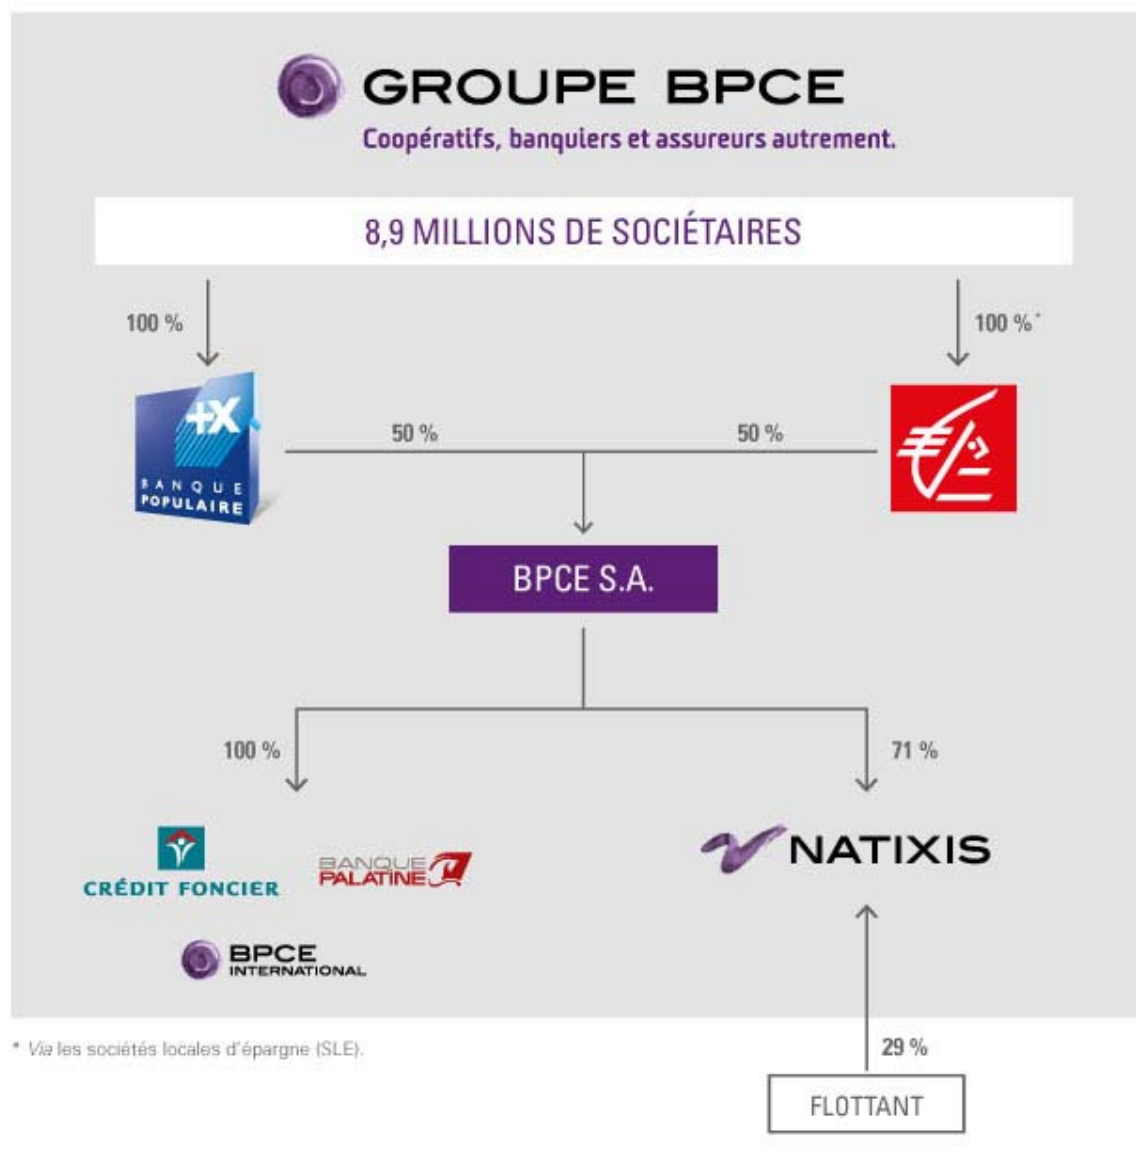 GROUPE BPCE
Coopératifs, banquiers et assureurs autrement.
8,9 MILLIONS DE SOCIÉTAIRES
100 %
100 %*
+X
BANQUE
POPULAIRE
50 %
50 %
BPCE S.A.
100 %
71 %
CRÉDIT FONCIER
BANQUE
PALATINE
NATIXIS
BPCE
INTERNATIONAL
* Via les sociétés locales d'épargne (SLE).
29 %
FLOTTANT